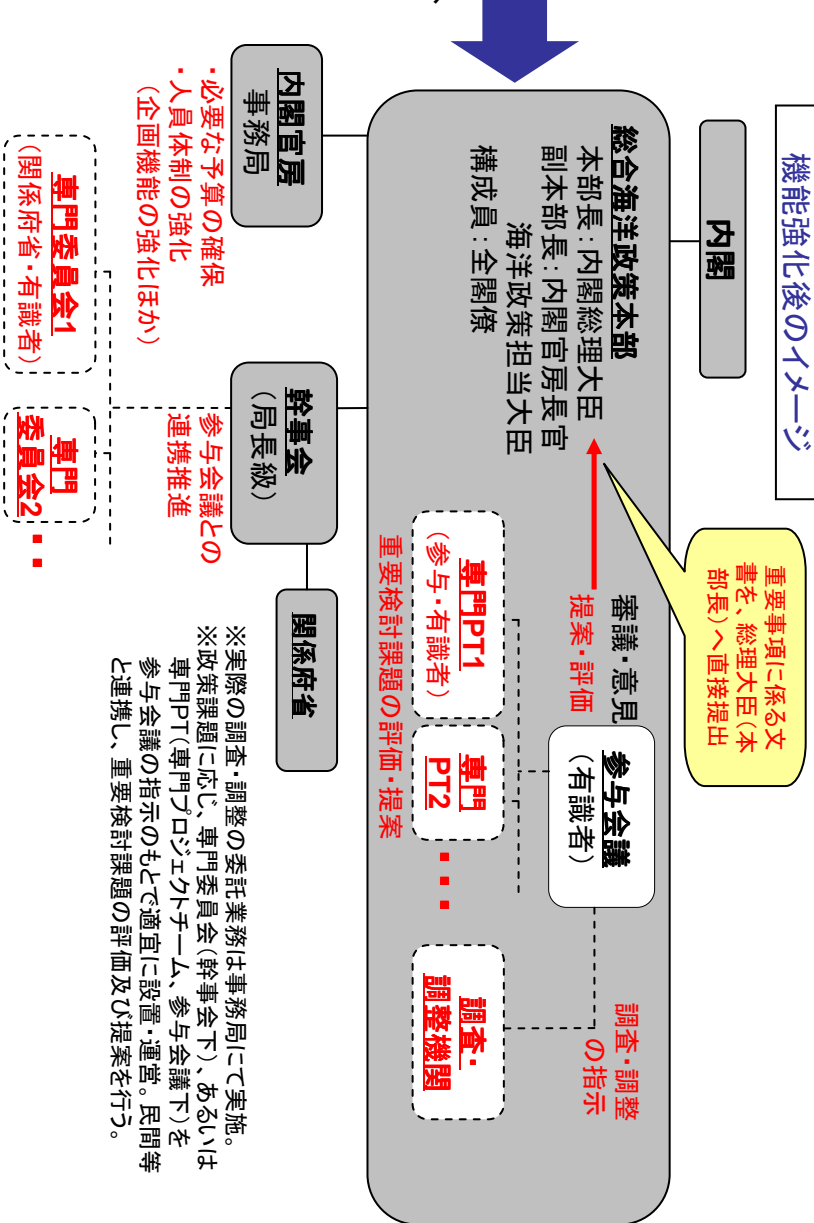 機能強化後のイメージ
内閣
総合海洋政策本部
本部長：内閣総理大臣
副本部長：内閣官房長官
海洋政策担当大臣
構成員：全閣僚
重要事項に係る文
書を、総理大臣（本
部長）へ直接提出
審議・意見
提案・評価
参与会議
（有識者）
調査・調整
の指示
専門PT1
（参与・有識者）
専門
PT2
・・・
調査・
調整機関
重要検討課題の評価・提案
内閣官房
事務局
・必要な予算の確保
・人員体制の強化
（企画機能の強化ほか）
幹事会
（局長級）
参与会議との
連携推進
関係府省
専門委員会1
（関係府省・有識者）
専門
委員会2
・・
※実際の調査・調整の委託業務は事務局にて実施。
※政策課題に応じ、専門委員会（幹事会下）、あるいは
専門PT（専門プロジェクトチーム、参与会議下）を
参与会議の指示のもとで適宜に設置・運営。民間等
と連携し、重要検討課題の評価及び提案を行う。